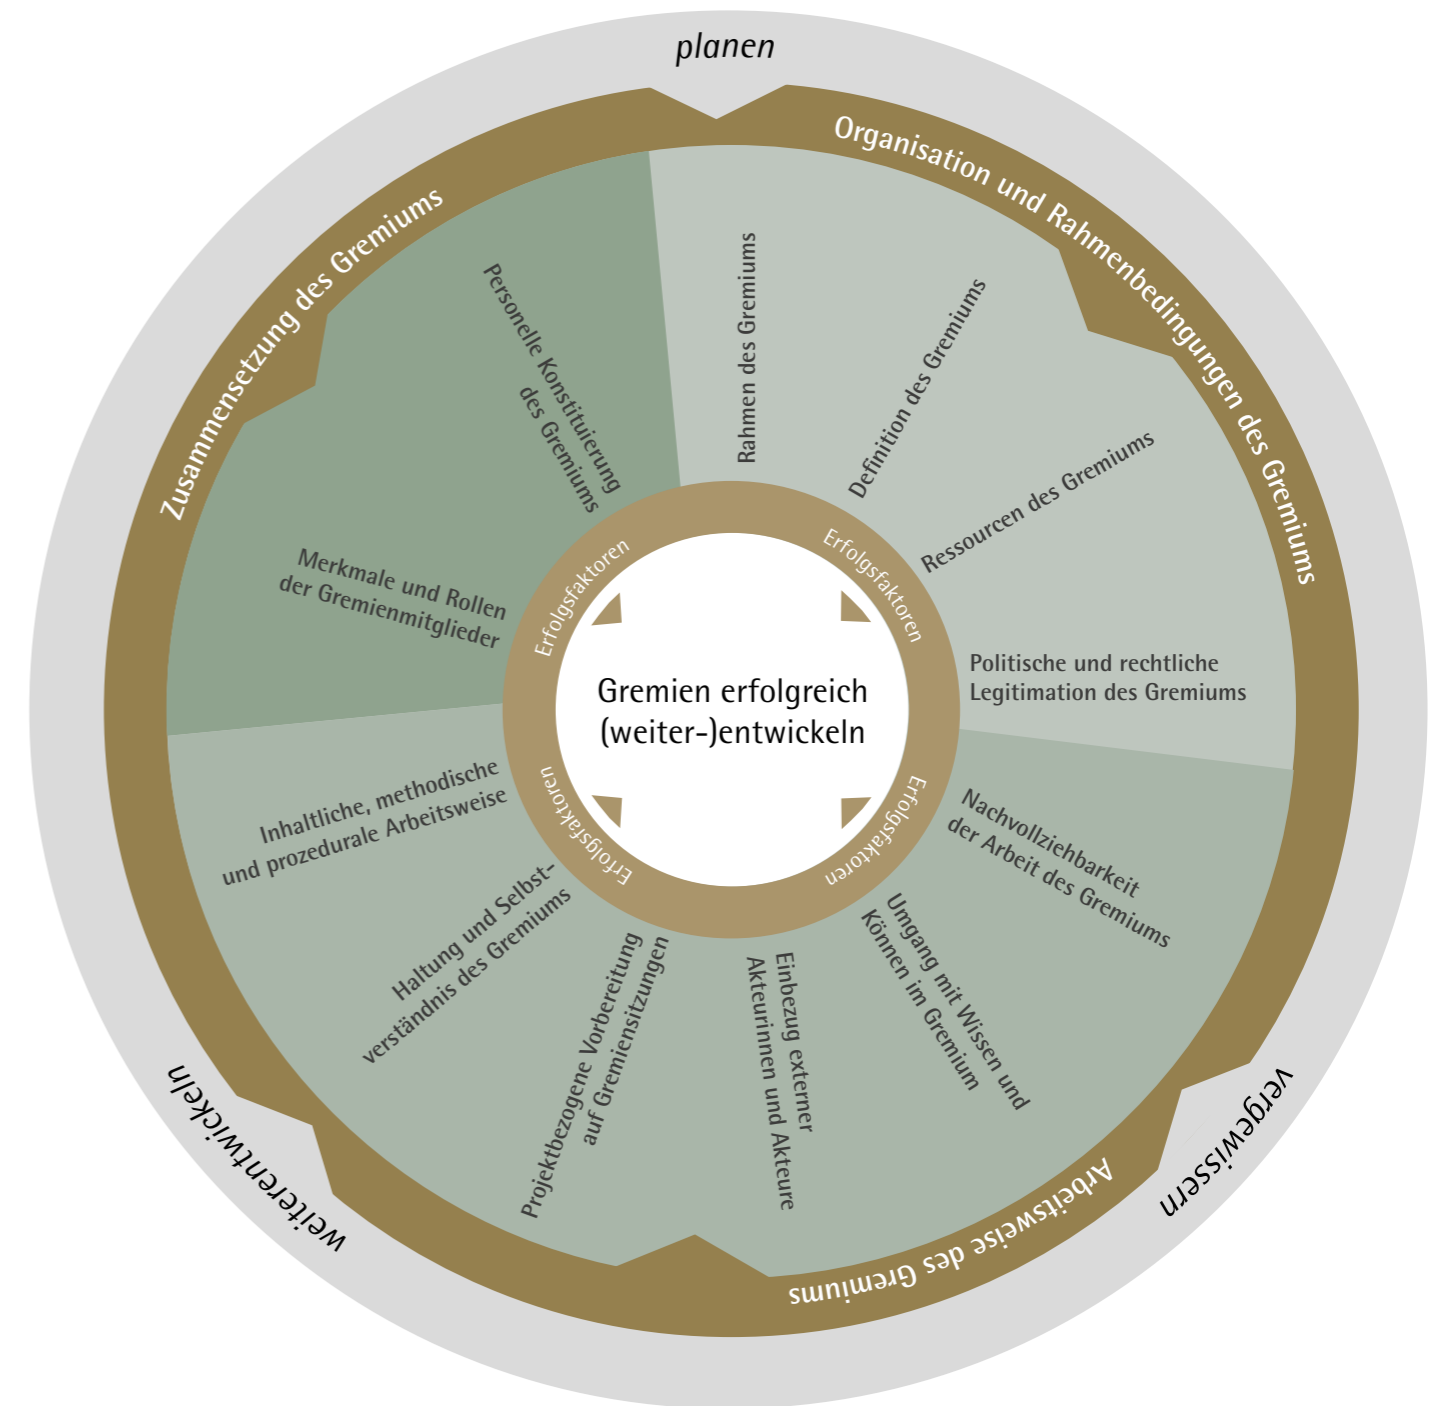 planen
Organisation und Rahmenbedingungen des Gremiums
Zusammensetzung des Gremiums
Personelle Konstituierung
des Gremiums
Rahmen des Gremiums
Definition des Gremiums
Ressourcen des Gremiums
Merkmale und Rollen
der Gremienmitglieder
Erfolgsfaktoren
Erfolgsfaktoren
Gremien erfolgreich
(weiter-)entwickeln
Politische und rechtliche
Legitimation des Gremiums
Erfolgsfaktoren
Erfolgsfaktoren
Inhaltliche, methodische
und prozedurale Arbeitsweise
Nachvollziehbarkeit
der Arbeit des Gremiums
Haltung und Selbst-
verständnis des Gremiums
Projektbezogene Vorbereitung
auf Gremiensitzungen
Einbezug externer
Akteurinnen und Akteure
Umgang mit Wissen und
Können im Gremium
weiterentwickeln
vergewissern
Arbeitsweise des Gremiums